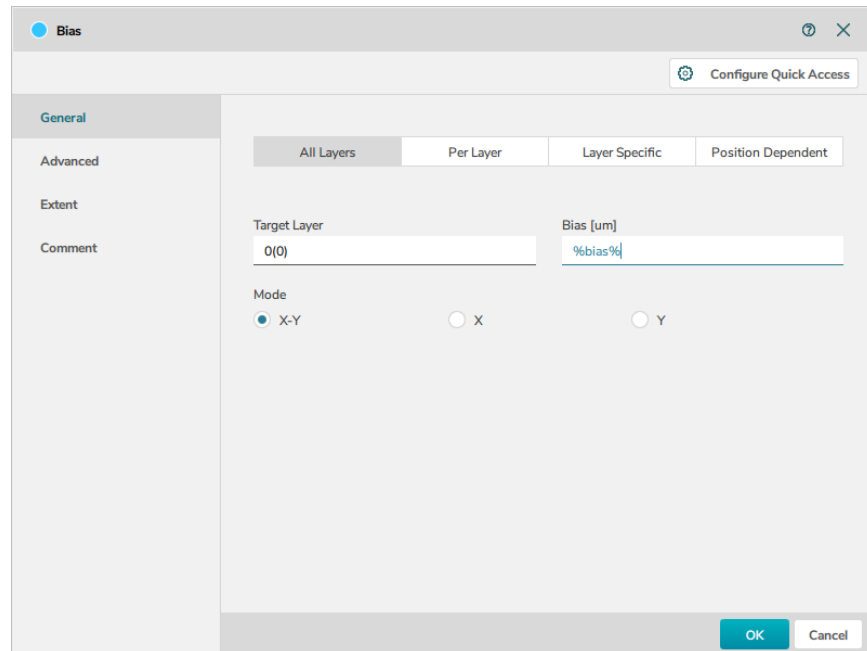 Bias
Configure Quick Access
General
Advanced
Extent
Comment
All Layers Per Layer Layer Specific Position Dependent
Target Layer Bias [um]
0(0) %bias%
Mode
X-Y X Y
OK Cancel